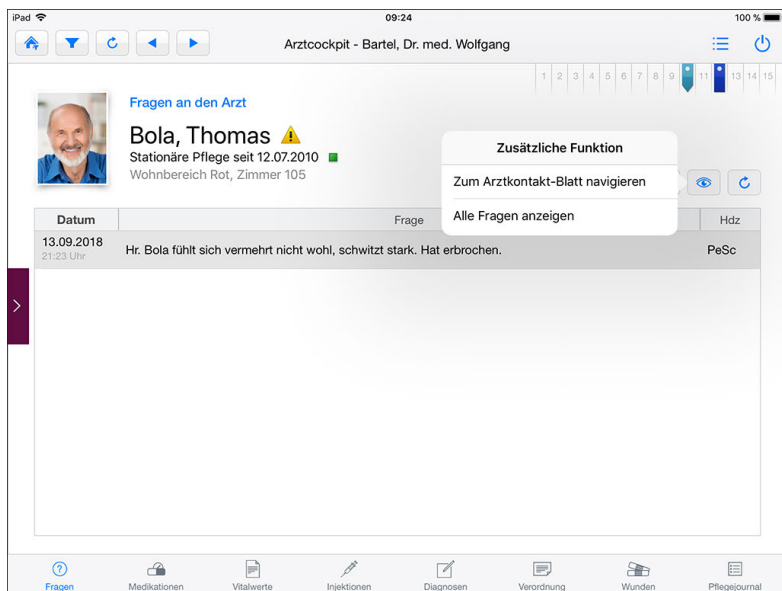 iPad 09:24 100 %
Arztcockpit - Bartel, Dr. med. Wolfgang
1 2 3 4 5 6 7 8 9 11 13 14 15
Fragen an den Arzt
Bola, Thomas
Stationäre Pflege seit 12.07.2010
Wohnbereich Rot, Zimmer 105
Zusätzliche Funktion
Zum Arztkontakt-Blatt navigieren
Alle Fragen anzeigen
Datum Frage Hdz
13.09.2018
21:23 Uhr
Hr. Bola fühlt sich vermehrt nicht wohl, schwitzt stark. Hat erbrochen. PeSc
Fragen Medikationen Vitalwerte Injektionen Diagnosen Verordnung Wunden Pflegejournal